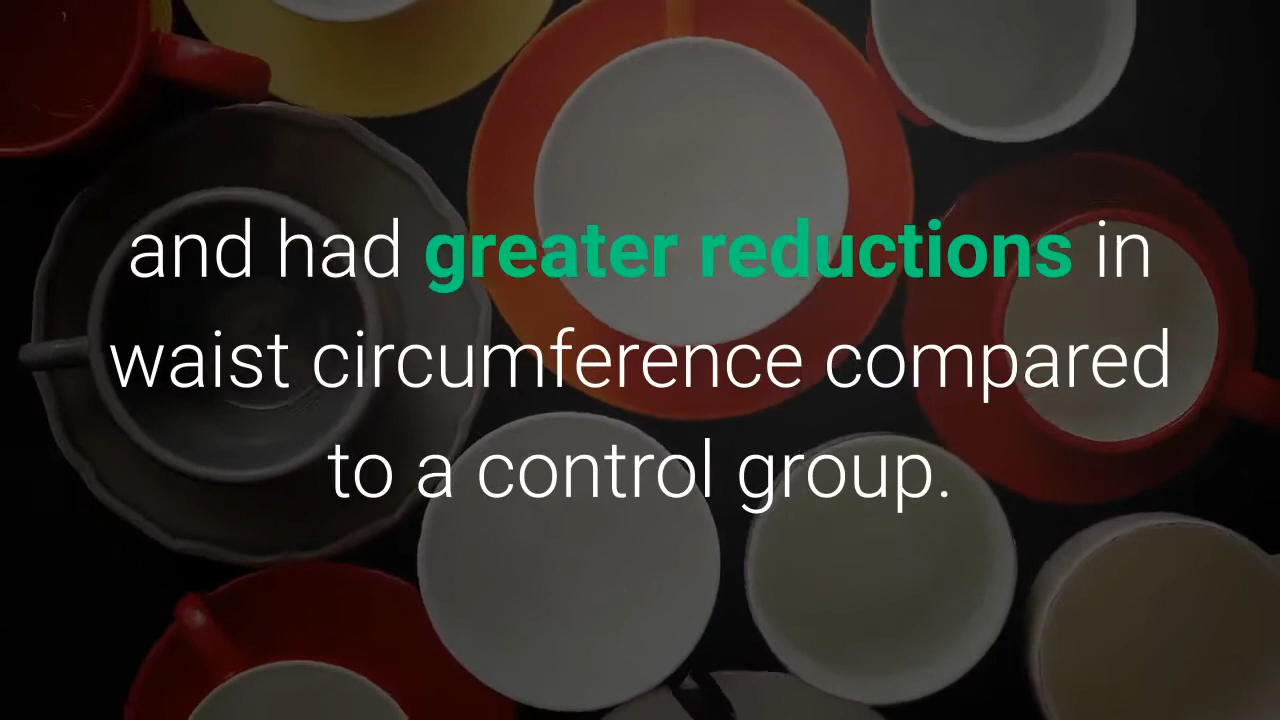 and had greater reductions in
waist circumference compared
to a control group.